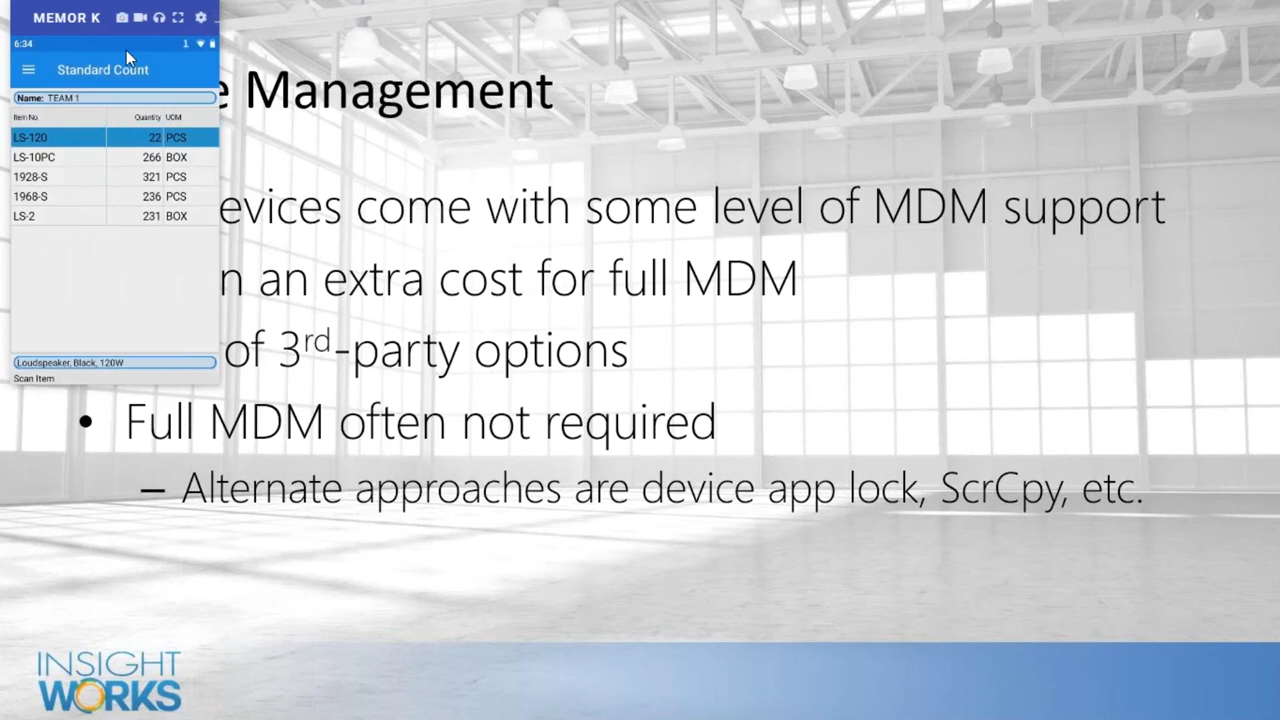 MEMOR K
6:34
Standard Count
Name: TEAM 1
Item No. Quantity UOM
LS-120 22 PCS
LS-10PC 266 BOX
1928-S 321 PCS
1968-S 236 PCS
LS-2 231 BOX
Loudspeaker, Black, 120W
Scan Item
e Management
evices come with some level of MDM support
n an extra cost for full MDM
of 3rd-party options
• Full MDM often not required
– Alternate approaches are device app lock, ScrCpy, etc.
INSIGHT
WORKS